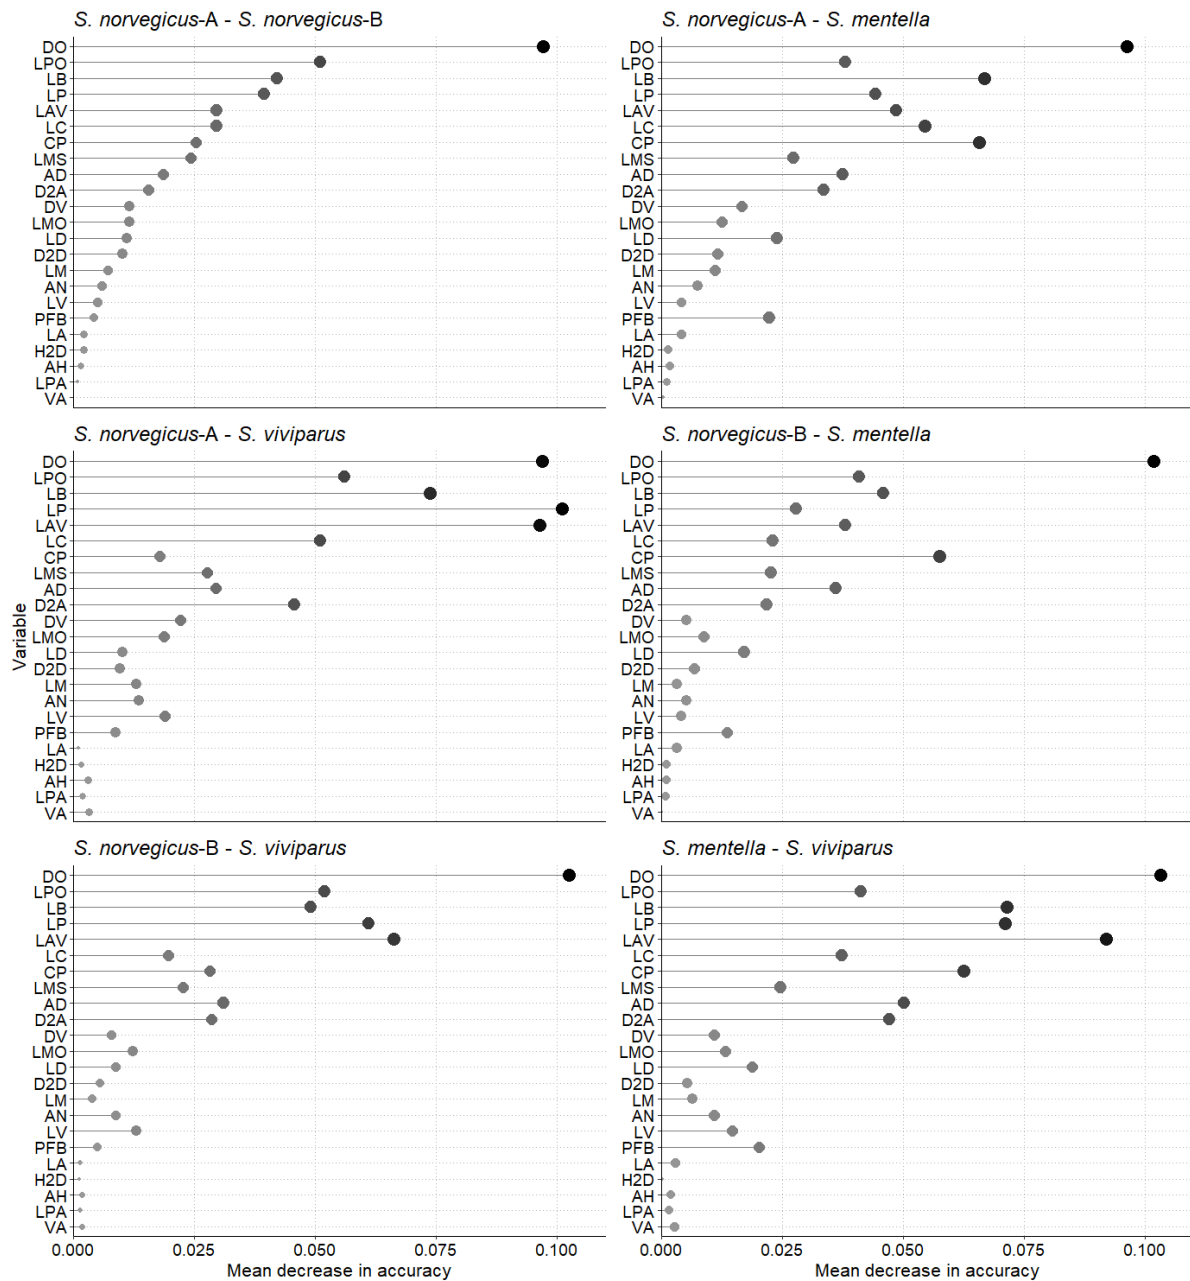 S. norvegicus-A - S. norvegicus-B
DO
LPO
LB
LP
LAV
LC
CP
LMS
AD
D2A
DV
LMO
LD
D2D
LM
AN
LV
PFB
LA
H2D
AH
LPA
VA
S. norvegicus-A - S. mentella
DO
LPO
LB
LP
LAV
LC
CP
LMS
AD
D2A
DV
LMO
LD
D2D
LM
AN
LV
PFB
LA
H2D
AH
LPA
VA
Variable
S. norvegicus-A - S. viviparus
DO
LPO
LB
LP
LAV
LC
CP
LMS
AD
D2A
DV
LMO
LD
D2D
LM
AN
LV
PFB
LA
H2D
AH
LPA
VA
S. norvegicus-B - S. mentella
DO
LPO
LB
LP
LAV
LC
CP
LMS
AD
D2A
DV
LMO
LD
D2D
LM
AN
LV
PFB
LA
H2D
AH
LPA
VA
S. norvegicus-B - S. viviparus
DO
LPO
LB
LP
LAV
LC
CP
LMS
AD
D2A
DV
LMO
LD
D2D
LM
AN
LV
PFB
LA
H2D
AH
LPA
VA
0.000 0.025 0.050 0.075 0.100
Mean decrease in accuracy
S. mentella - S. viviparus
DO
LPO
LB
LP
LAV
LC
CP
LMS
AD
D2A
DV
LMO
LD
D2D
LM
AN
LV
PFB
LA
H2D
AH
LPA
VA
0.000 0.025 0.050 0.075 0.100
Mean decrease in accuracy